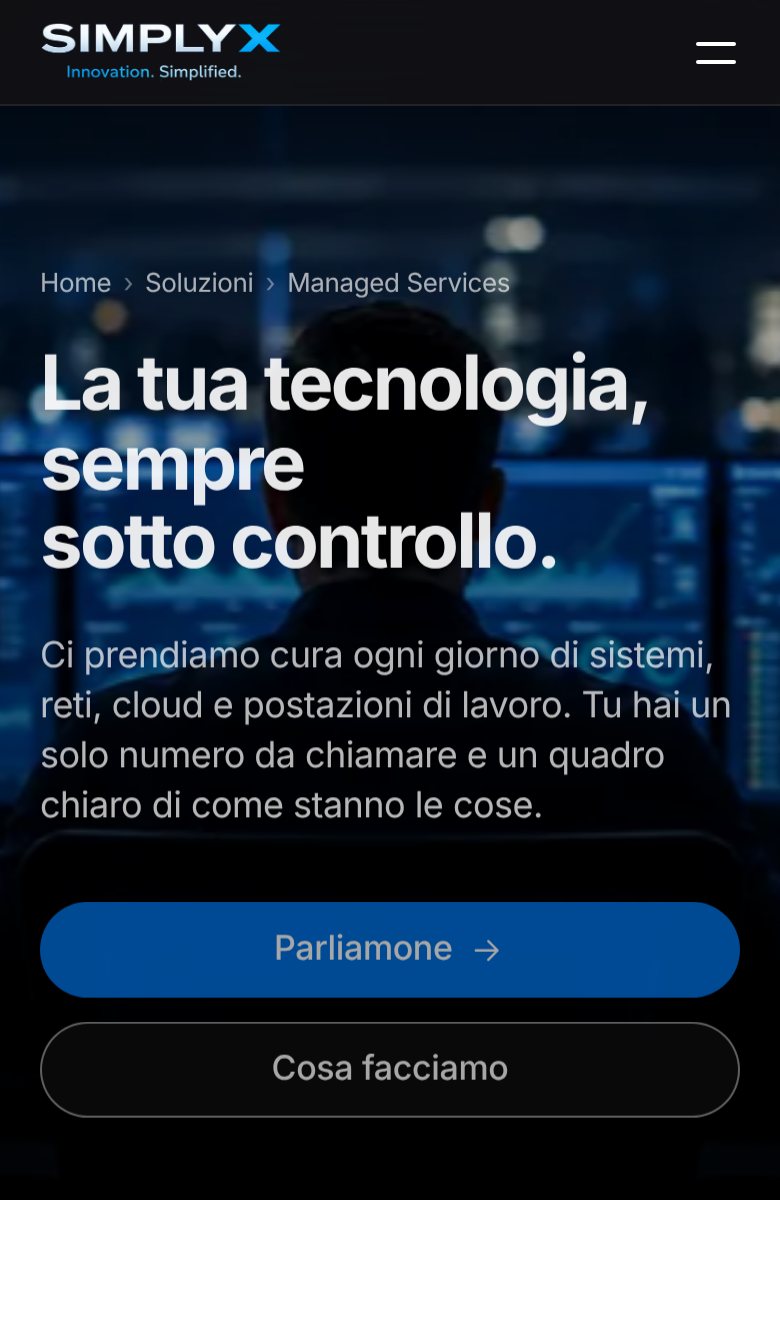 SIMPLYX
Innovation. Simplified.
Home › Soluzioni › Managed Services
La tua tecnologia,
sempre
sotto controllo.
Ci prendiamo cura ogni giorno di sistemi,
reti, cloud e postazioni di lavoro. Tu hai un
solo numero da chiamare e un quadro
chiaro di come stanno le cose.
Parliamone →
Cosa facciamo